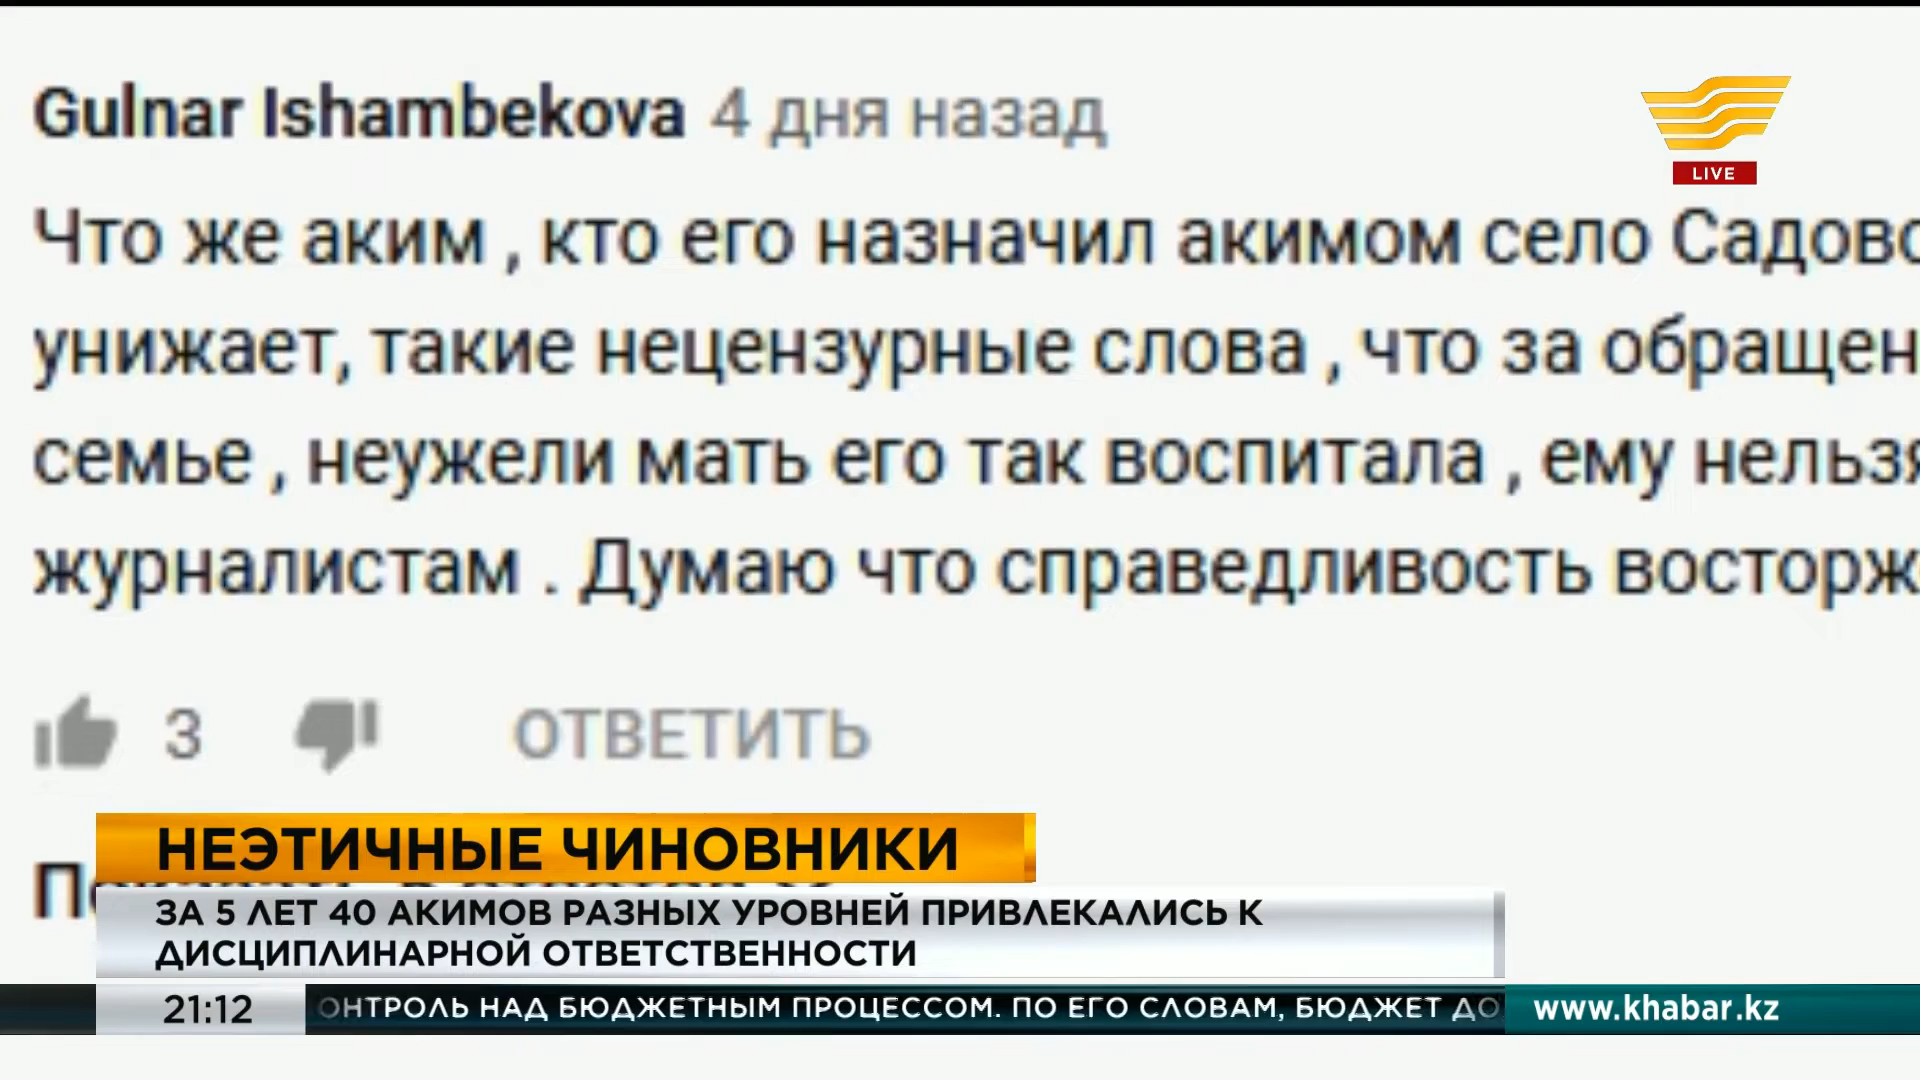 Gulnar Ishambekova 4 дня назад
LIVE
Что же аким , кто его назначил акимом село Садово
унижает, такие нецензурные слова , что за обращен
семье , неужели мать его так воспитала , ему нельзя
журналистам . Думаю что справедливость восторж
3 ОТВЕТИТЬ
НЕЭТИЧНЫЕ ЧИНОВНИКИ
ЗА 5 ЛЕТ 40 АКИМОВ РАЗНЫХ УРОВНЕЙ ПРИВЛЕКАЛИСЬ К
ДИСЦИПЛИНАРНОЙ ОТВЕТСТВЕННОСТИ
21:12 ОНТРОЛЬ НАД БЮДЖЕТНЫМ ПРОЦЕССОМ. ПО ЕГО СЛОВАМ, БЮДЖЕТ ДО www.khabar.kz